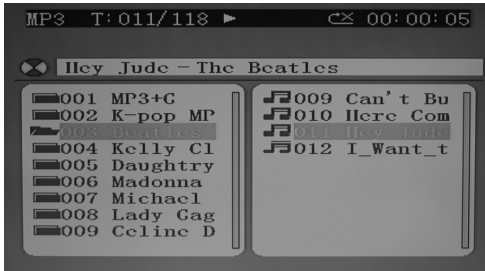 MP3 T:011/118 00:00:05
Hey Jude-The Beatles
001 MP3+G
002 K-pop MP
003 Beatles
004 Kelly Cl
005 Daughtry
006 Madonna
007 Michael
008 Lady Gag
009 Celine D
009 Can't Bu
010 Here Com
011 Hey Jude
012 I_Want_t